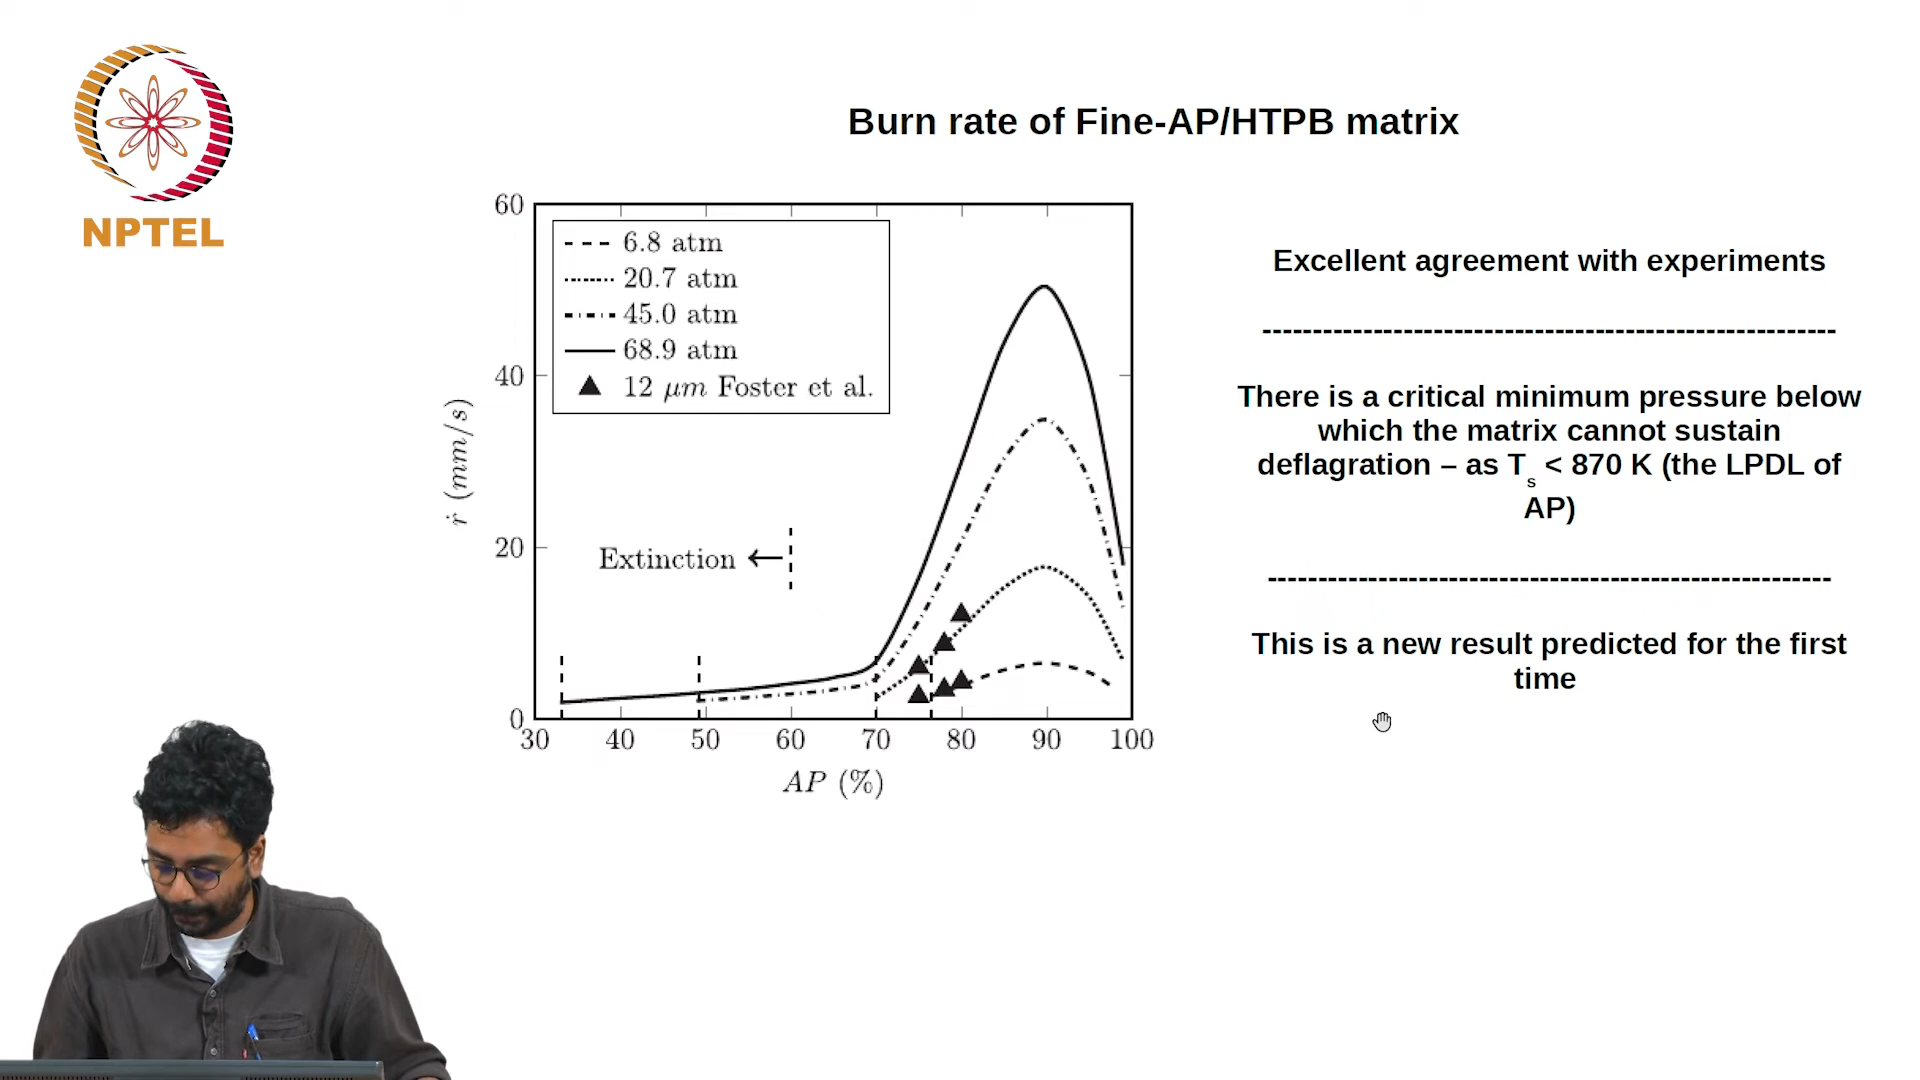 NPTEL
Burn rate of Fine-AP/HTPB matrix
60
40
20
0
ṙ (mm/s)
6.8 atm
20.7 atm
45.0 atm
68.9 atm
12 μm Foster et al.
Extinction
30 40 50 60 70 80 90 100
AP (%)
Excellent agreement with experiments
There is a critical minimum pressure below
which the matrix cannot sustain
deflagration – as Ts < 870 K (the LPDL of
AP)
This is a new result predicted for the first
time